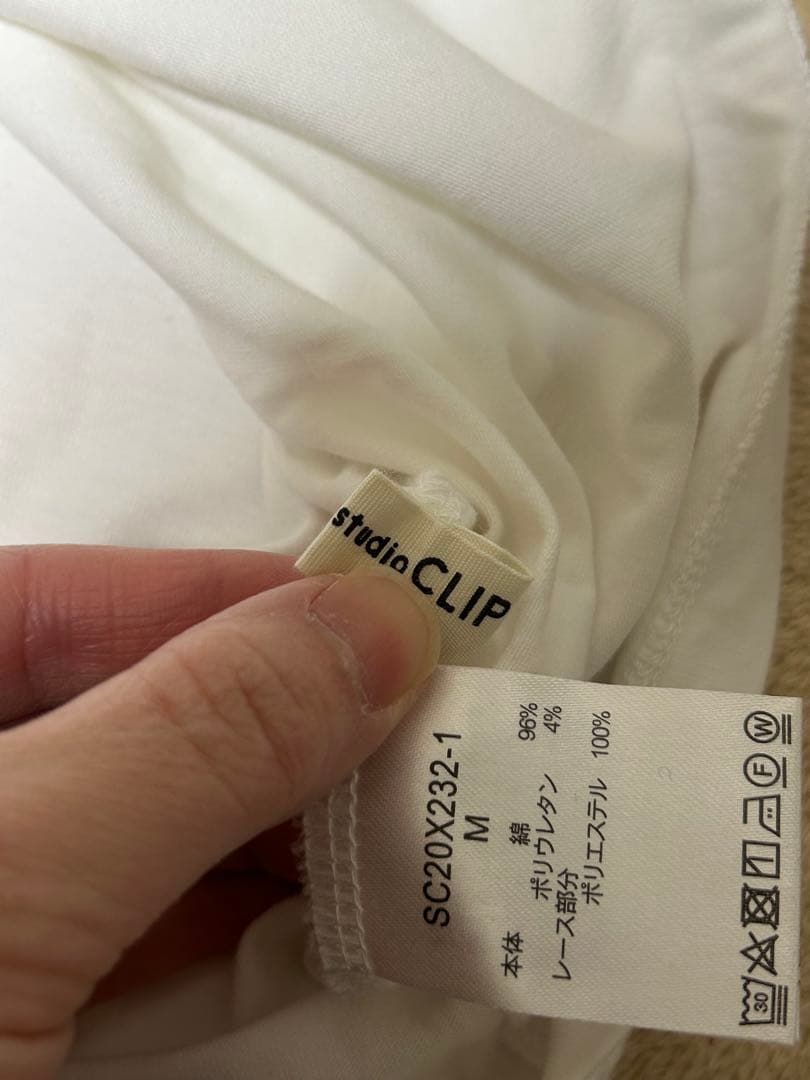 studio CLIP
SC20X232-1
M
本体 綿 96%
ポリウレタン 4%
レース部分
ポリエステル 100%
30
F
W